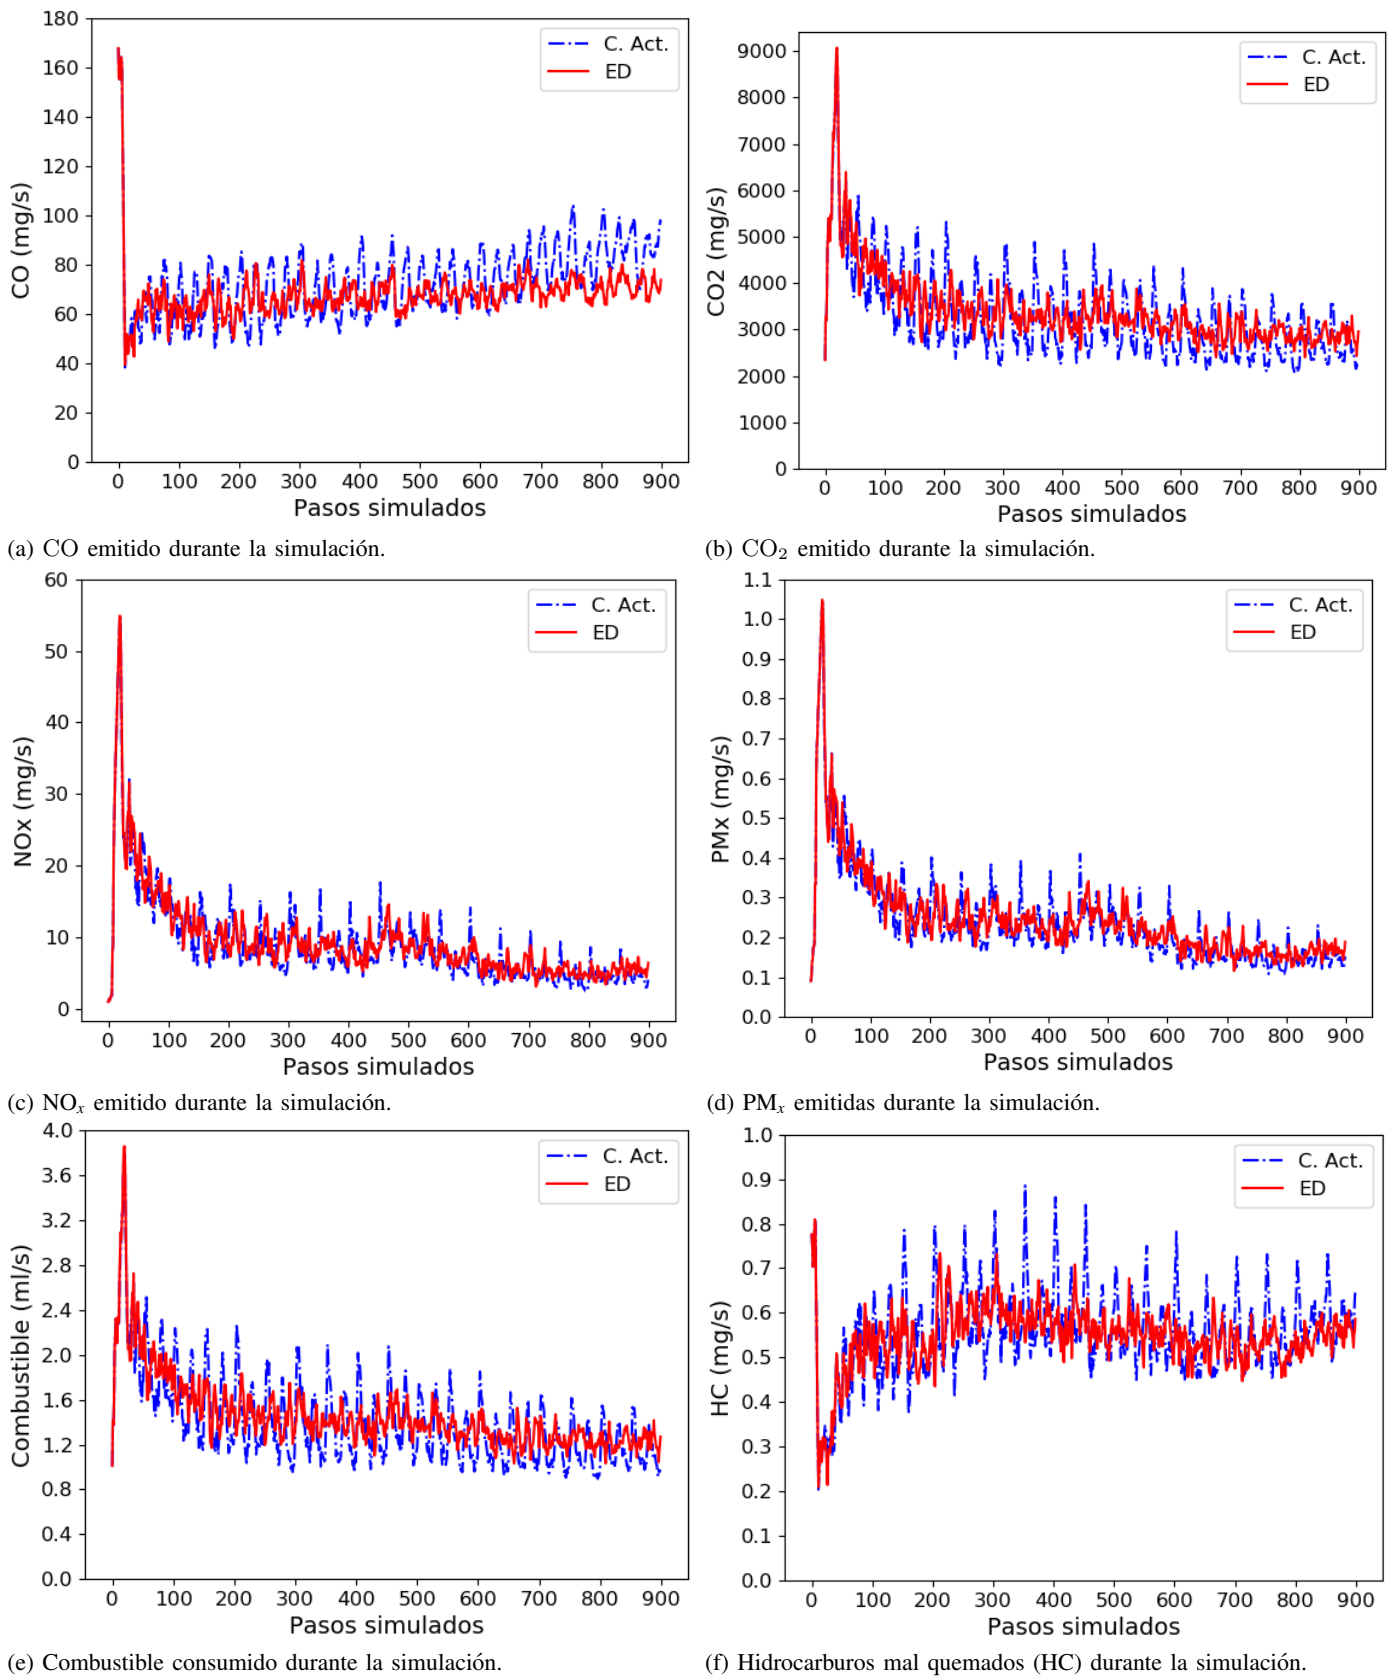 180
160
140
120
100
80
60
40
20
0
CO (mg/s)
C. Act.
ED
0 100 200 300 400 500 600 700 800 900
Pasos simulados
(a) CO emitido durante la simulación.
9000
8000
7000
6000
5000
4000
3000
2000
1000
0
CO2 (mg/s)
C. Act.
ED
0 100 200 300 400 500 600 700 800 900
Pasos simulados
(b) CO₂ emitido durante la simulación.
60
50
40
30
20
10
0
NOx (mg/s)
C. Act.
ED
0 100 200 300 400 500 600 700 800 900
Pasos simulados
(c) NOₓ emitido durante la simulación.
1.1
1.0
0.9
0.8
0.7
0.6
0.5
0.4
0.3
0.2
0.1
0.0
PMx (mg/s)
C. Act.
ED
0 100 200 300 400 500 600 700 800 900
Pasos simulados
(d) PMₓ emitidas durante la simulación.
4.0
3.6
3.2
2.8
2.4
2.0
1.6
1.2
0.8
0.4
0.0
Combustible (ml/s)
C. Act.
ED
0 100 200 300 400 500 600 700 800 900
Pasos simulados
(e) Combustible consumido durante la simulación.
1.0
0.9
0.8
0.7
0.6
0.5
0.4
0.3
0.2
0.1
0.0
HC (mg/s)
C. Act.
ED
0 100 200 300 400 500 600 700 800 900
Pasos simulados
(f) Hidrocarburos mal quemados (HC) durante la simulación.